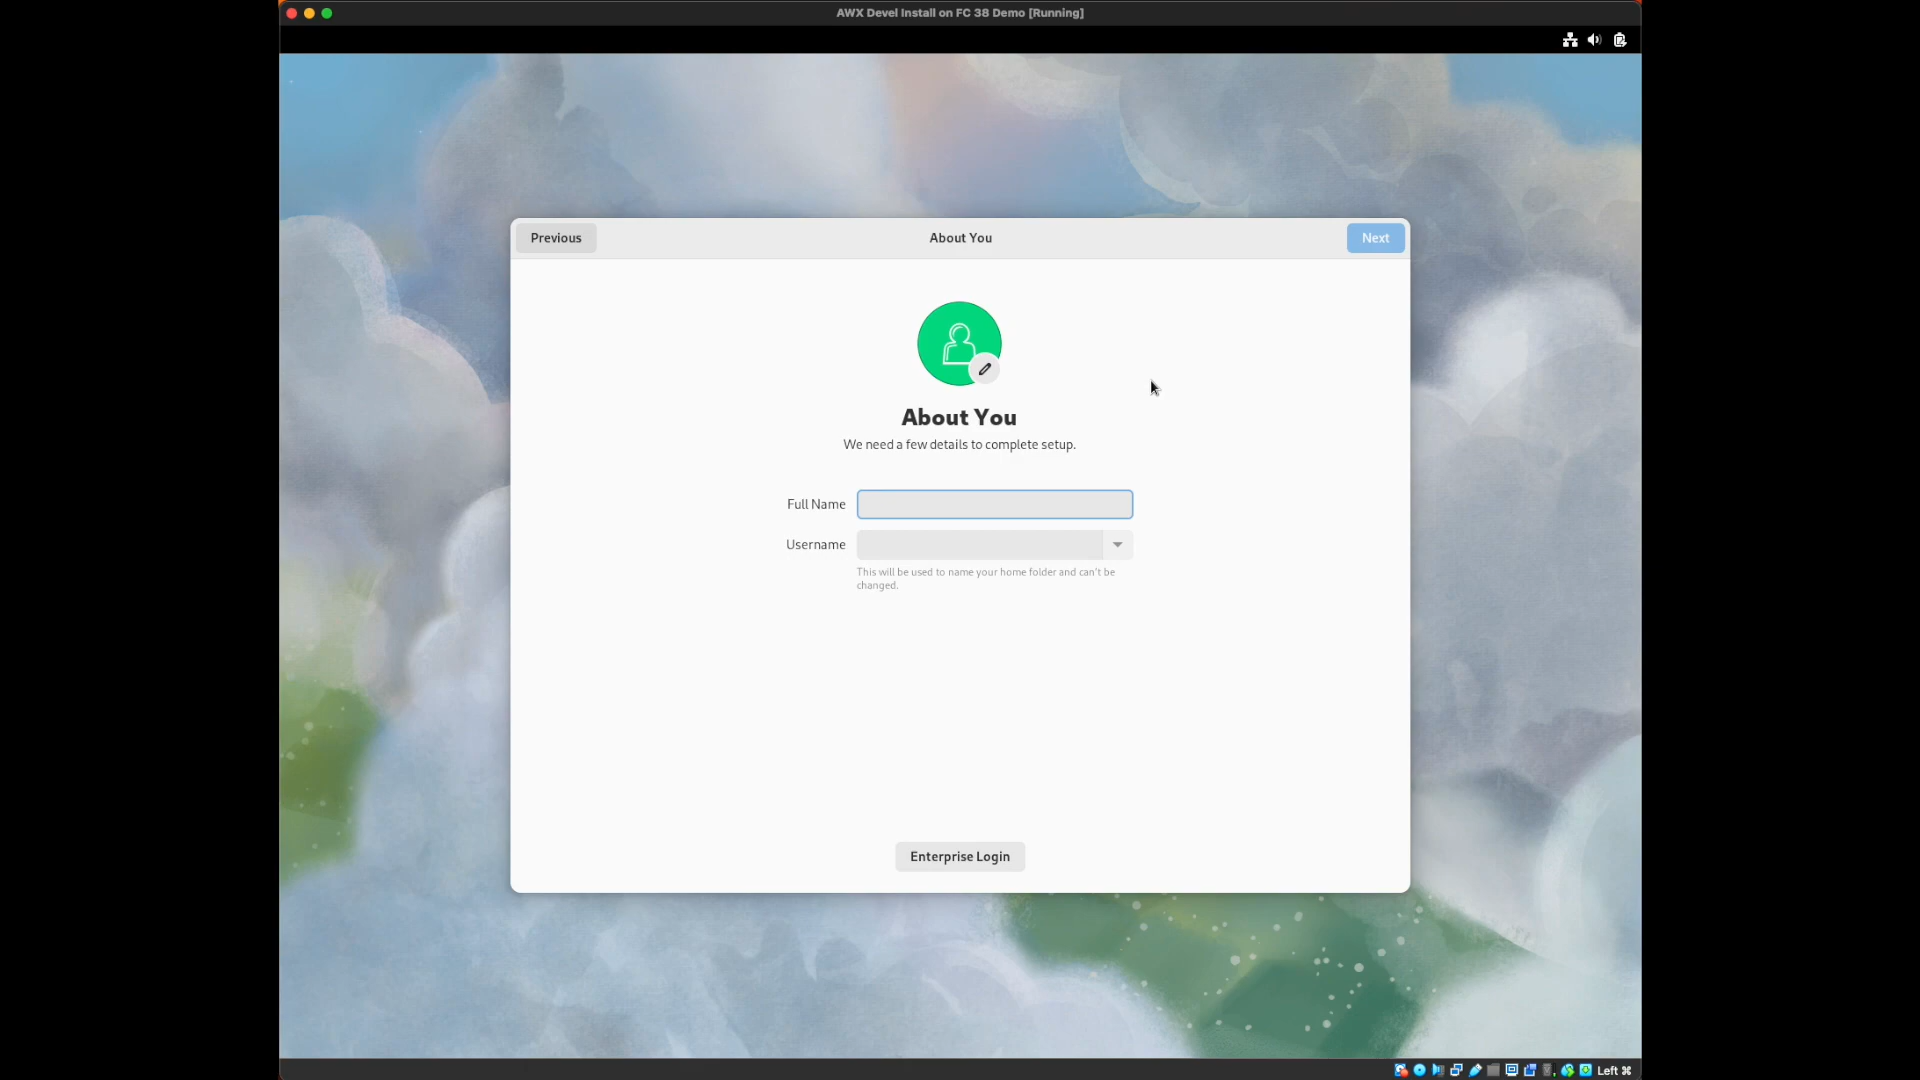 AWX Devel Install on FC 38 Demo [Running]
Previous
About You
Next
About You
We need a few details to complete setup.
Full Name
Username
This will be used to name your home folder and can't be
changed.
Enterprise Login
Left ⌘